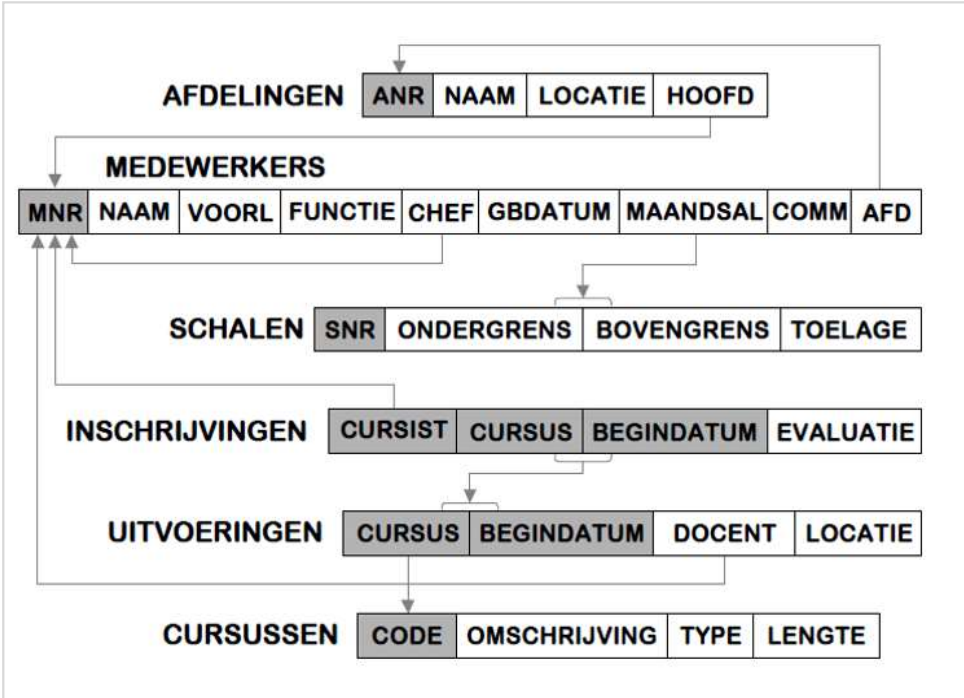 AFDELINGEN ANR NAAM LOCATIE HOOFD
MEDEWERKERS
MNR NAAM VOORL FUNCTIE CHEF GBDATUM MAANDSAL COMM AFD
SCHALEN SNR ONDERGRENS BOVENGRENS TOELAGE
INSCHRIJVINGEN CURSIST CURSUS BEGINDATUM EVALUATIE
UITVOERINGEN CURSUS BEGINDATUM DOCENT LOCATIE
CURSUSSEN CODE OMSCHRIJVING TYPE LENGTE